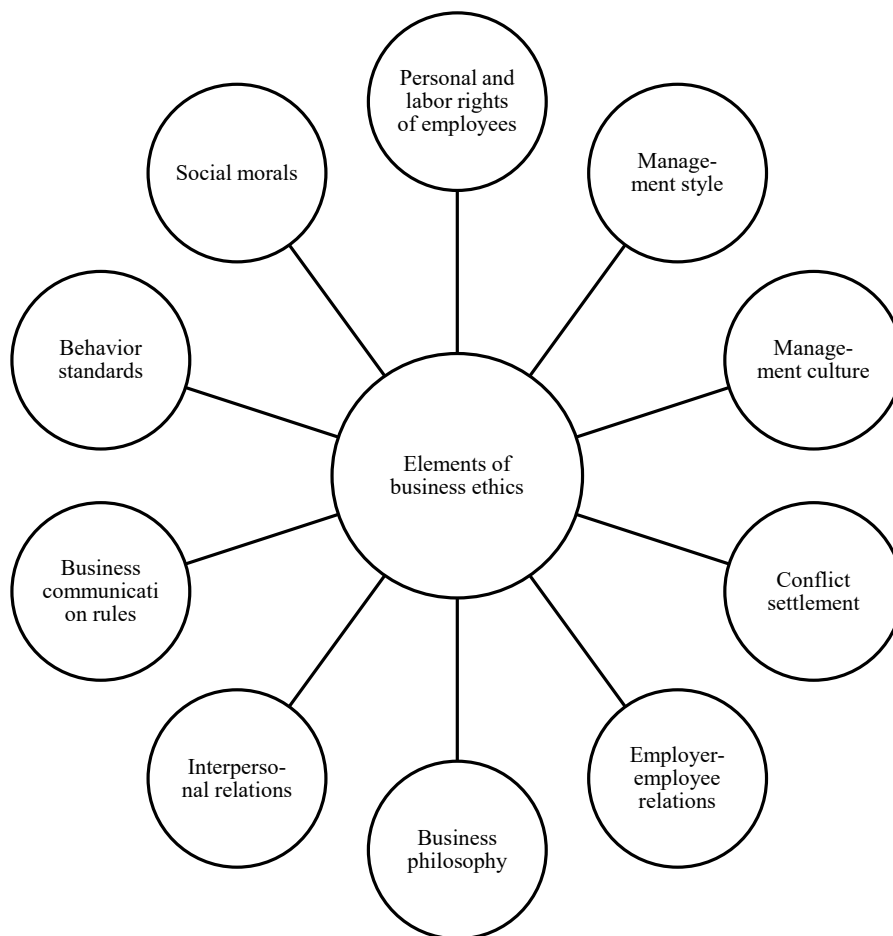 Personal and
labor rights
of employees
Manage-
ment style
Manage-
ment culture
Conflict
settlement
Employer-
employee
relations
Business
philosophy
Interperso-
nal relations
Business
communicati
on rules
Behavior
standards
Social morals
Elements of
business ethics